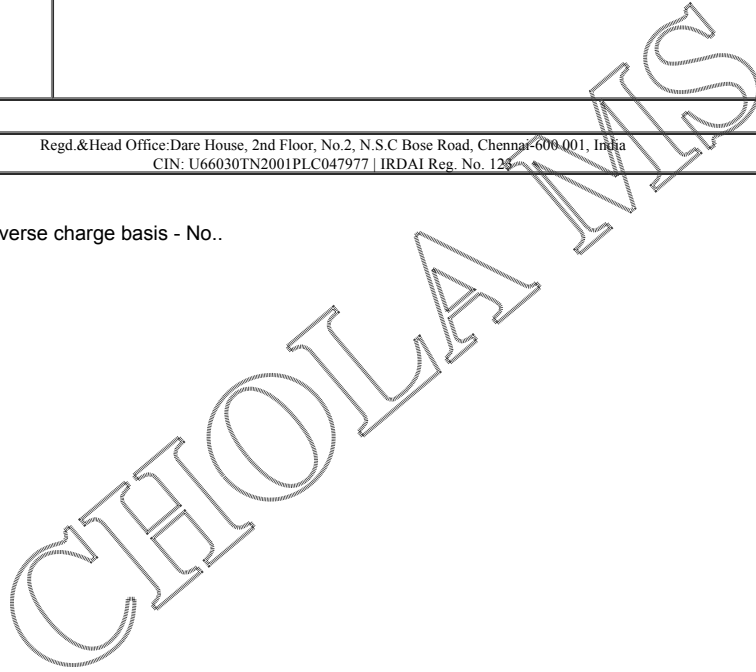 Regd.&Head Office:Dare House, 2nd Floor, No.2, N.S.C Bose Road, Chennai-600 001, India
CIN: U66030TN2001PLC047977 | IRDAI Reg. No. 123
verse charge basis - No..
CHOLA MS